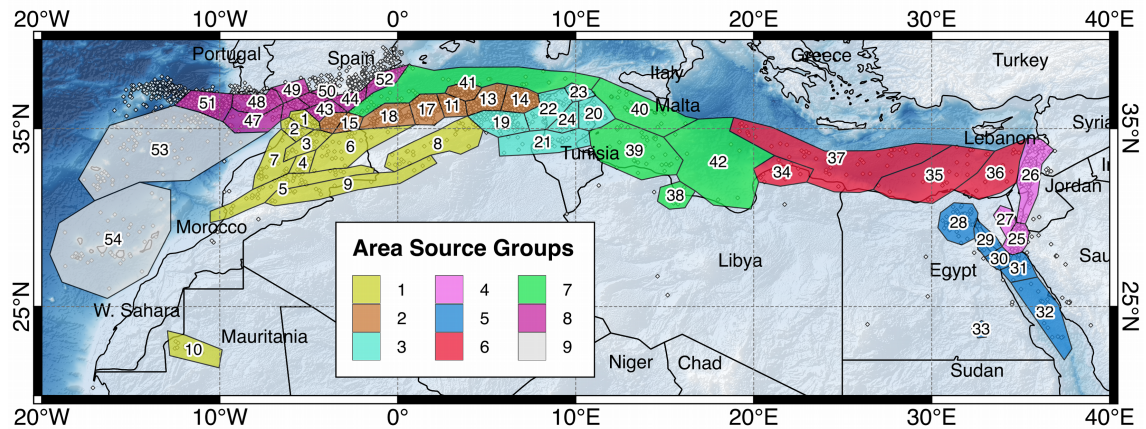 20°W 10°W 0° 10°E 20°E 30°E 40°E
Portugal Spain Italy Greece Turkey
52 41 23
51 48 49 50 44 43 47
1 15 18 17 11 13 14 22 24 20 19 40 Malta
35°N 35°N
Lebanon Syria
2 3 4 6 7 8 21 Tunisia 39 42 37 34 35 36 26
53 5 9 38 Jordan
Morocco 28 27 29 25
54 30 31 32 33
Libya Egypt Sau
25°N 25°N
W. Sahara Mauritania
10
Area Source Groups
1 4 7
2 5 8
3 6 9
Niger Chad Sudan
20°W 10°W 0° 10°E 20°E 30°E 40°E